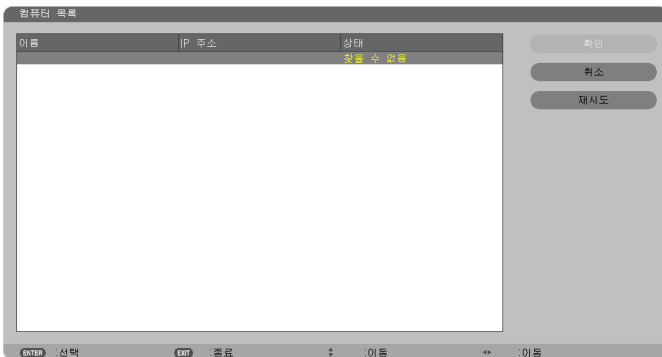 컴퓨터 목록
이름 IP 주소 상태
찾을 수 없음
확인
취소
재시도
ENTER :선택 EXIT :종료 :이동 :이동